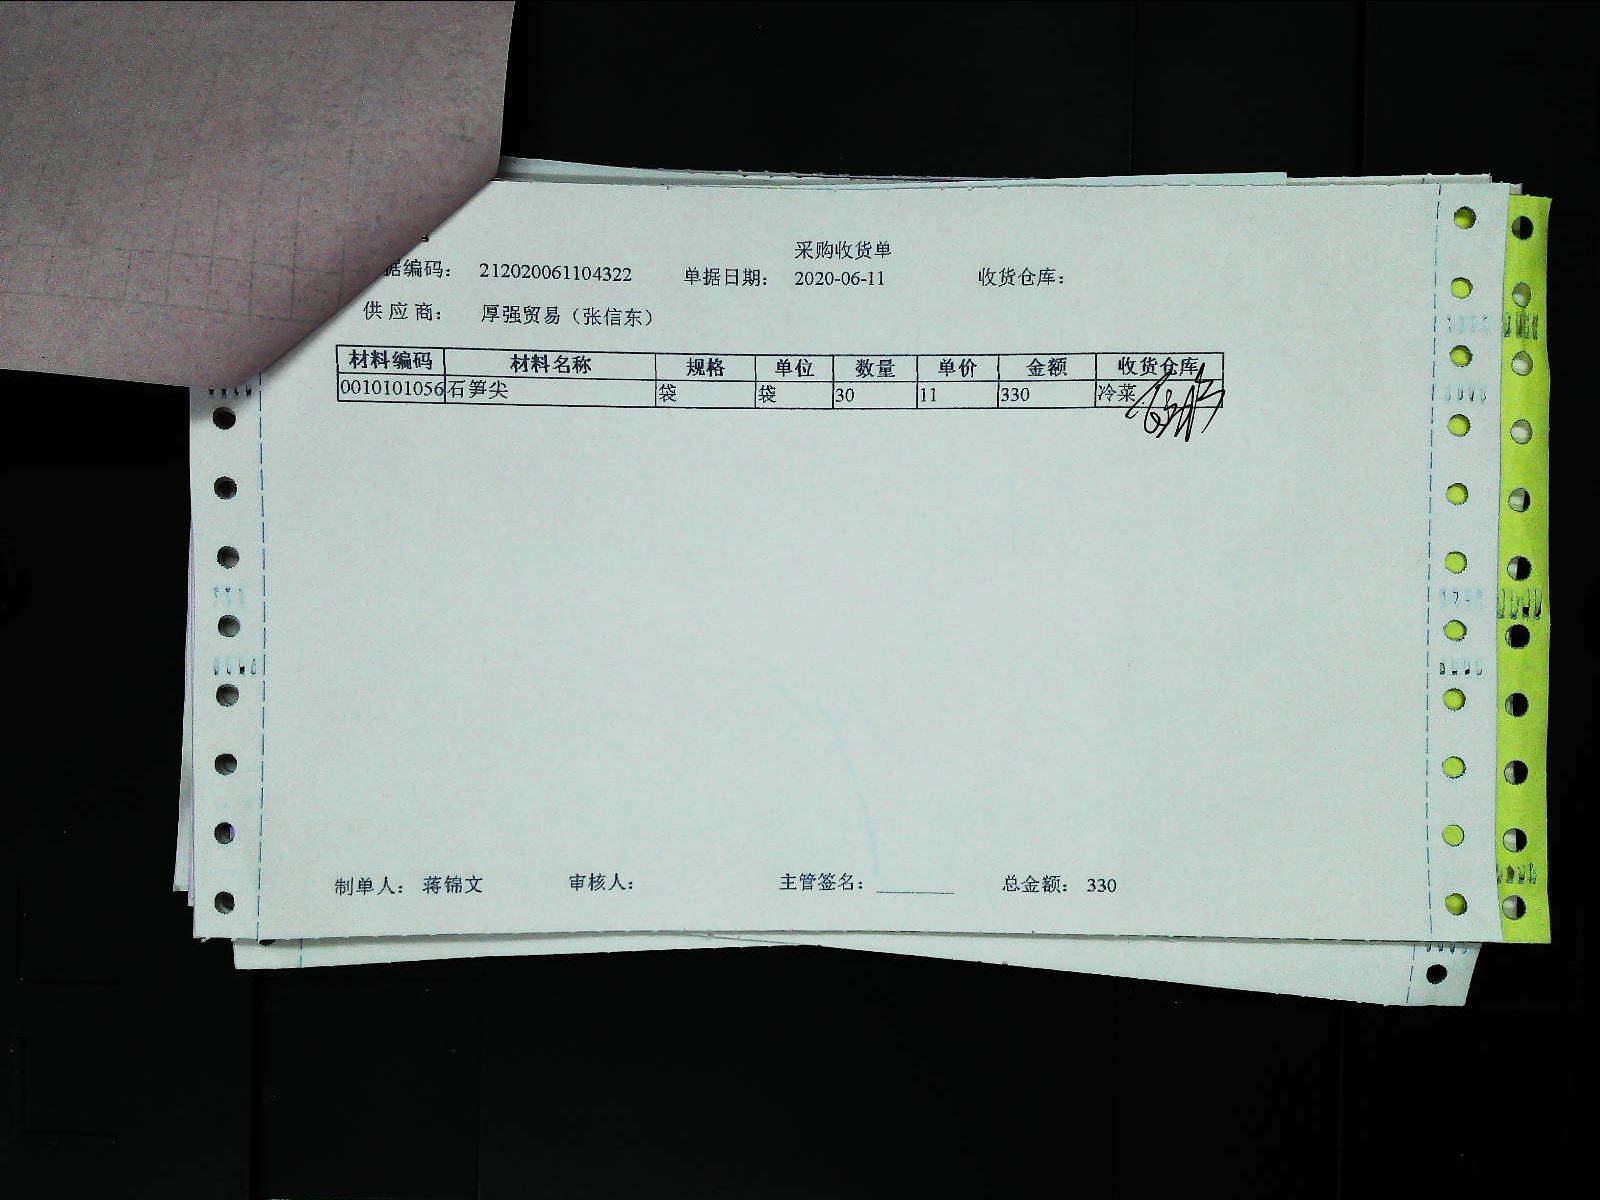 采购收货单
据编码： 212020061104322 单据日期： 2020-06-11 收货仓库：
供应商： 厚强贸易（张信东）
材料编码 材料名称 规格 单位 数量 单价 金额 收货仓库
0010101056 石笋尖 袋 袋 30 11 330 冷菜
制单人： 蒋锦文 审核人： 主管签名： 总金额： 330